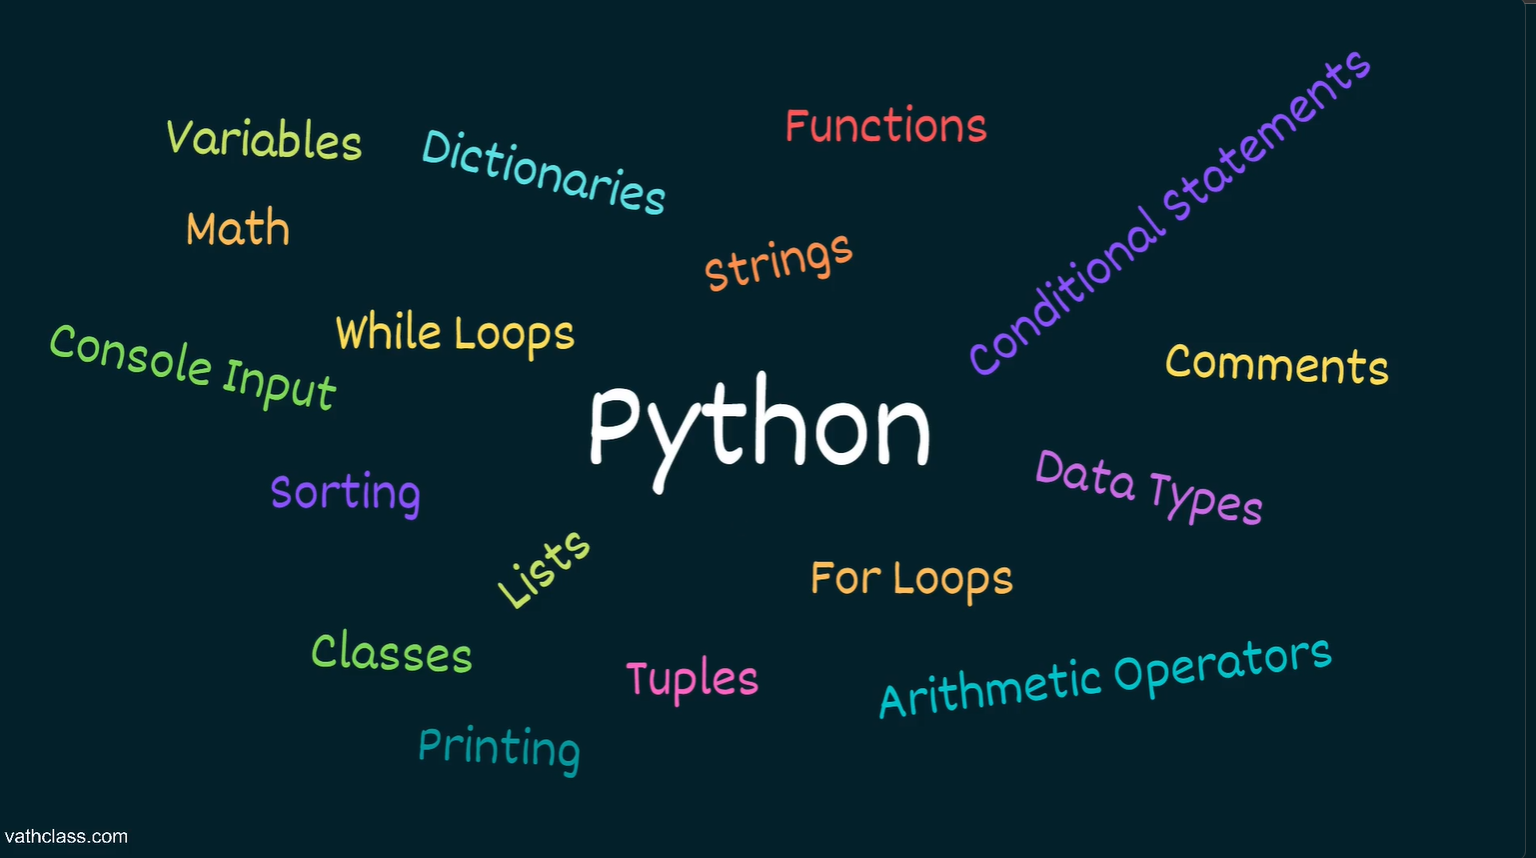 Variables
Dictionaries
Functions
Conditional Statements
Math
Strings
Console Input
While Loops
Comments
Python
Sorting
Data Types
Lists
For Loops
Classes
Tuples
Arithmetic Operators
Printing
vathclass.com